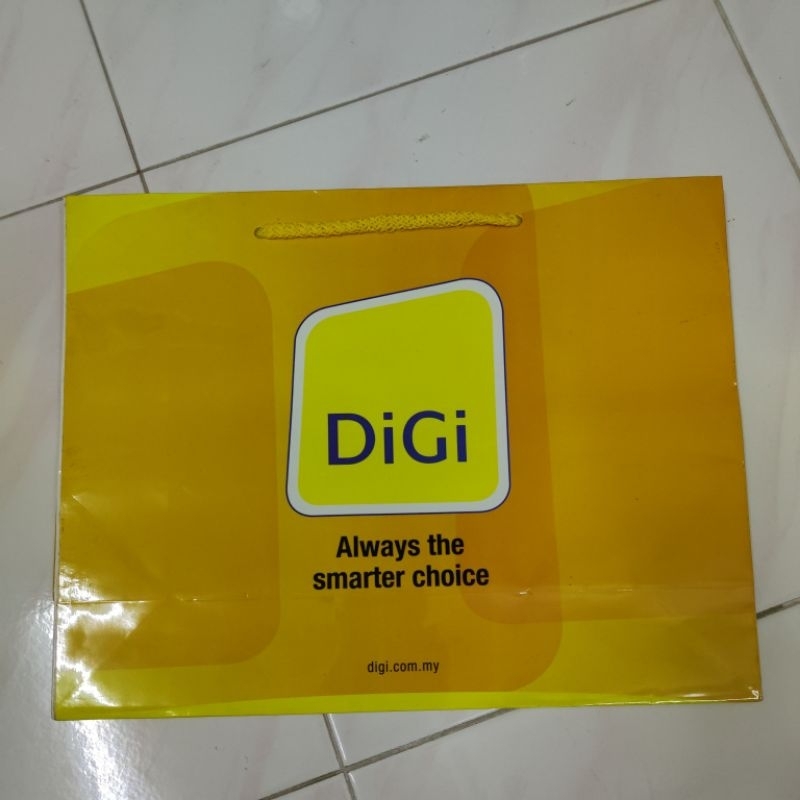 DiGi
Always the
smarter choice
digi.com.my